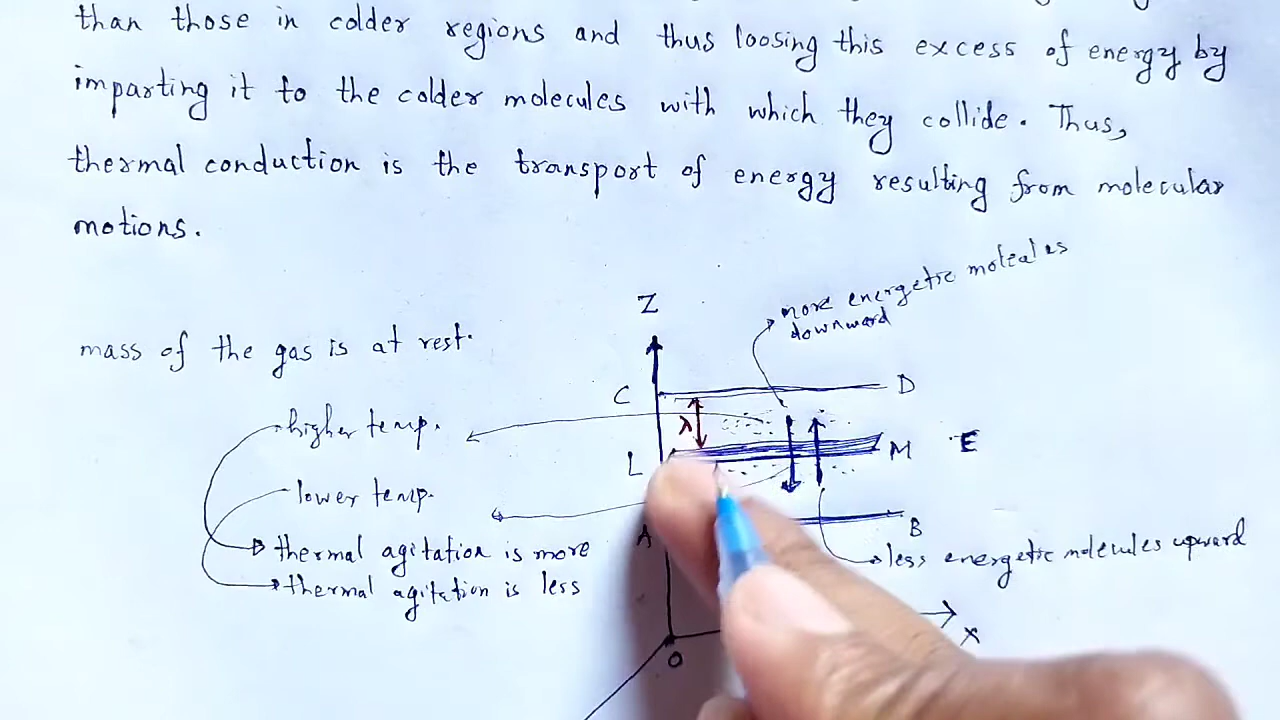 than those in colder regions and thus loosing this excess of energy by
imparting it to the colder molecules with which they collide. Thus,
thermal conduction is the transport of energy resulting from molecular
motions.
more energetic molecules
downward
Z
mass of the gas is at rest.
C
D
higher temp.
λ
L
M
E
lower temp.
A
B
thermal agitation is more
less energetic molecules upward
thermal agitation is less
X
O